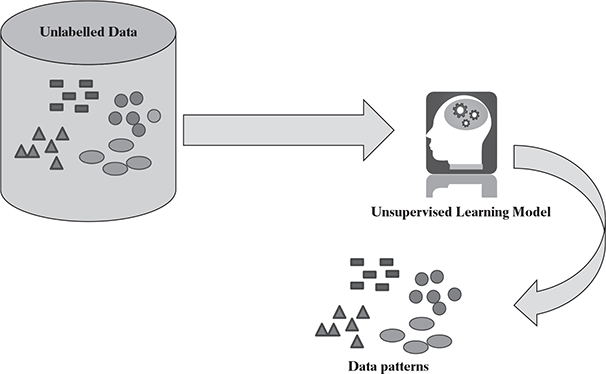 Unlabelled Data
Unsupervised Learning Model
Data patterns